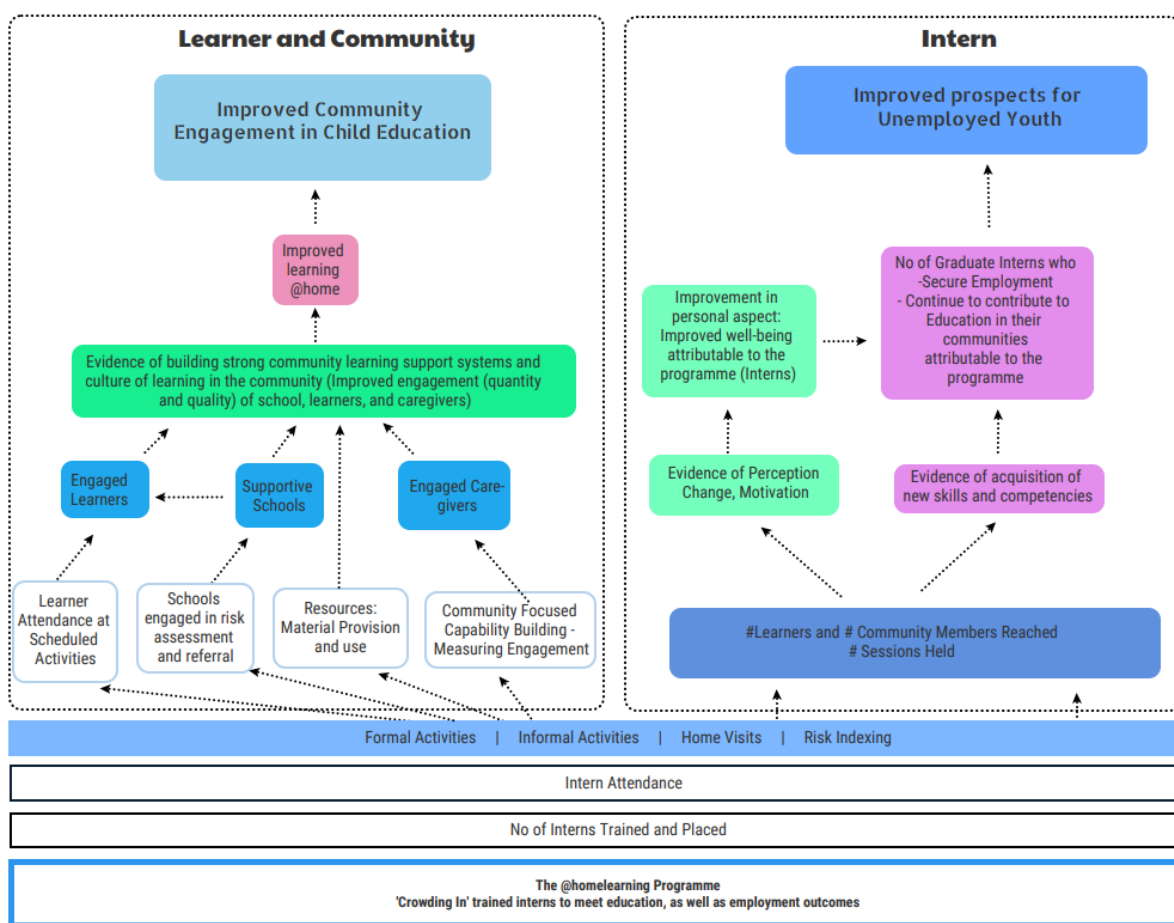 Learner and Community
Improved Community
Engagement in Child Education
Improved
learning
@home
Evidence of building strong community learning support systems and
culture of learning in the community (Improved engagement (quantity
and quality) of school, learners, and caregivers)
Engaged
Learners
Supportive
Schools
Engaged Care-
givers
Learner
Attendance at
Scheduled
Activities
Schools
engaged in risk
assessment
and referral
Resources:
Material Provision
and use
Community Focused
Capability Building -
Measuring Engagement
Intern
Improved prospects for
Unemployed Youth
Improvement in
personal aspect:
Improved well-being
attributable to the
programme (Interns)
No of Graduate Interns who
-Secure Employment
- Continue to contribute to
Education in their
communities
attributable to the
programme
Evidence of Perception
Change, Motivation
Evidence of acquisition of
new skills and competencies
#Learners and # Community Members Reached
# Sessions Held
Formal Activities | Informal Activities | Home Visits | Risk Indexing
Intern Attendance
No of Interns Trained and Placed
The @homelearning Programme
'Crowding In' trained interns to meet education, as well as employment outcomes